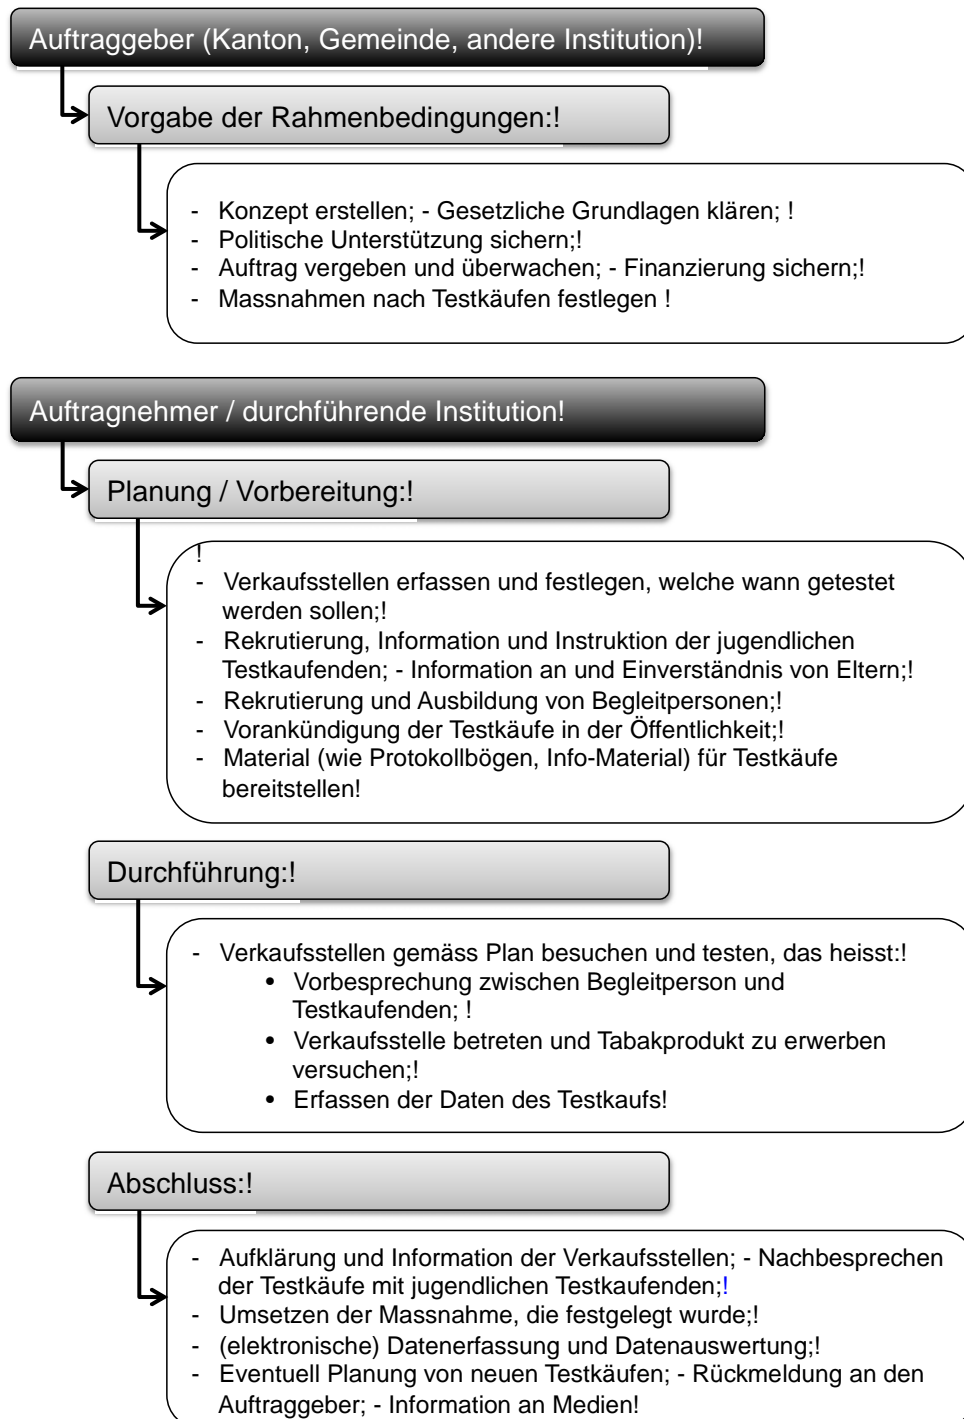 Auftraggeber (Kanton, Gemeinde, andere Institution)!
Vorgabe der Rahmenbedingungen:!
- Konzept erstellen; - Gesetzliche Grundlagen klären; !
- Politische Unterstützung sichern;!
- Auftrag vergeben und überwachen; - Finanzierung sichern;!
- Massnahmen nach Testkäufen festlegen !
Auftragnehmer / durchführende Institution!
Planung / Vorbereitung:!
!
- Verkaufsstellen erfassen und festlegen, welche wann getestet
werden sollen;!
- Rekrutierung, Information und Instruktion der jugendlichen
Testkaufenden; - Information an und Einverständnis von Eltern;!
- Rekrutierung und Ausbildung von Begleitpersonen;!
- Vorankündigung der Testkäufe in der Öffentlichkeit;!
- Material (wie Protokollbögen, Info-Material) für Testkäufe
bereitstellen!
Durchführung:!
- Verkaufsstellen gemäss Plan besuchen und testen, das heisst:!
• Vorbesprechung zwischen Begleitperson und
Testkaufenden; !
• Verkaufsstelle betreten und Tabakprodukt zu erwerben
versuchen;!
• Erfassen der Daten des Testkaufs!
Abschluss:!
- Aufklärung und Information der Verkaufsstellen; - Nachbesprechen
der Testkäufe mit jugendlichen Testkaufenden;!
- Umsetzen der Massnahme, die festgelegt wurde;!
- (elektronische) Datenerfassung und Datenauswertung;!
- Eventuell Planung von neuen Testkäufen; - Rückmeldung an den
Auftraggeber; - Information an Medien!